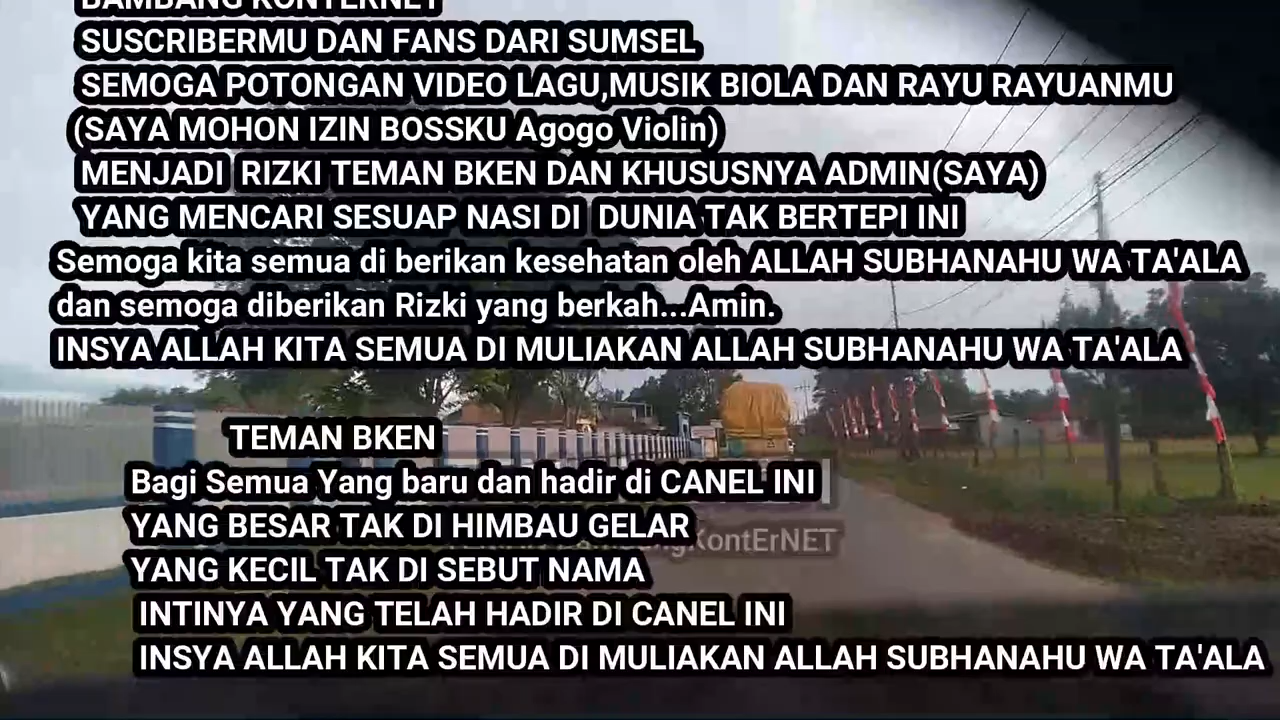 BAMBANG KONTERNET
SUSCRIBERMU DAN FANS DARI SUMSEL
SEMOGA POTONGAN VIDEO LAGU,MUSIK BIOLA DAN RAYU RAYUANMU
(SAYA MOHON IZIN BOSSKU Agogo Violin)
MENJADI RIZKI TEMAN BKEN DAN KHUSUSNYA ADMIN(SAYA)
YANG MENCARI SESUAP NASI DI DUNIA TAK BERTEPI INI
Semoga kita semua di berikan kesehatan oleh ALLAH SUBHANAHU WA TA'ALA
dan semoga diberikan Rizki yang berkah...Amin.
INSYA ALLAH KITA SEMUA DI MULIAKAN ALLAH SUBHANAHU WA TA'ALA
TEMAN BKEN
Bagi Semua Yang baru dan hadir di CANEL INI
YANG BESAR TAK DI HIMBAU GELAR
KontErNET
YANG KECIL TAK DI SEBUT NAMA
INTINYA YANG TELAH HADIR DI CANEL INI
INSYA ALLAH KITA SEMUA DI MULIAKAN ALLAH SUBHANAHU WA TA'ALA